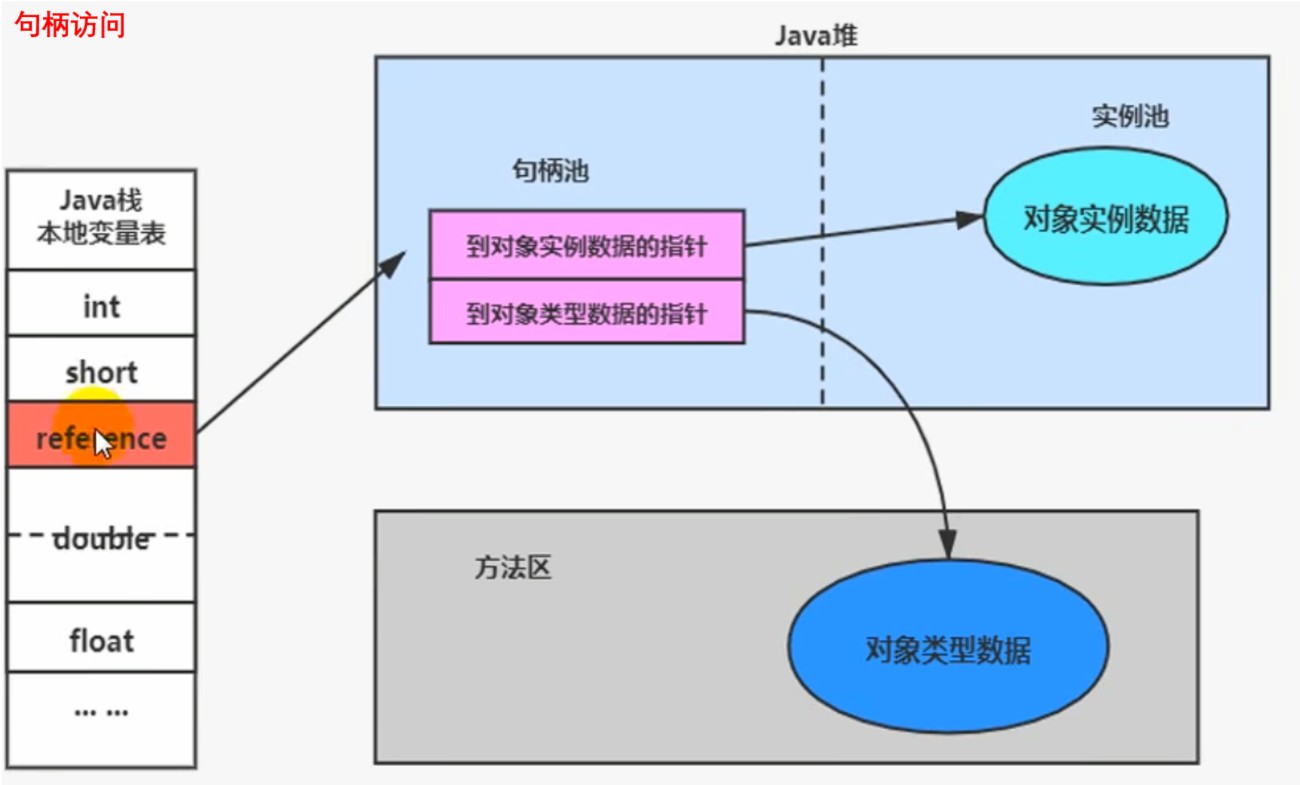 句柄访问
Java堆
实例池
句柄池
到对象实例数据的指针
对象实例数据
到对象类型数据的指针
Java栈
本地变量表
int
short
reference
double
float
... ...
方法区
对象类型数据